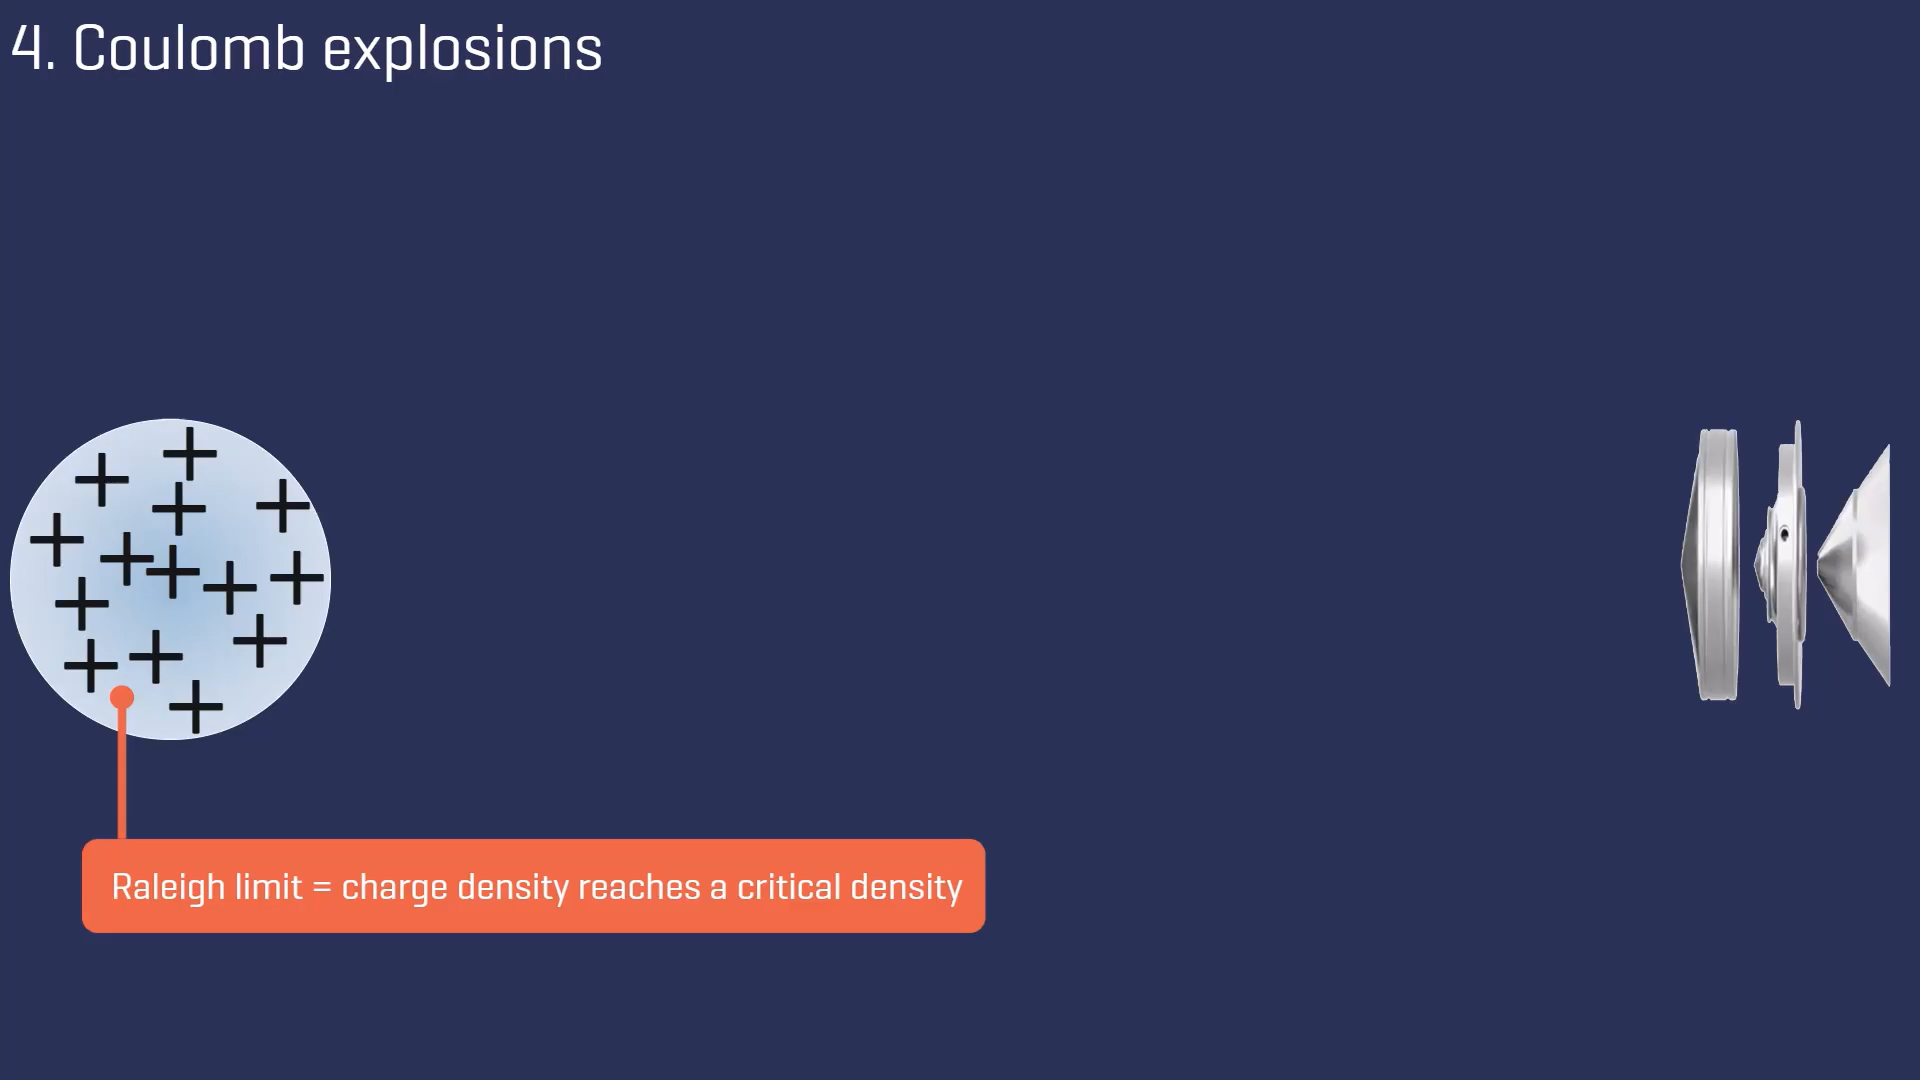 4. Coulomb explosions
Raleigh limit = charge density reaches a critical density